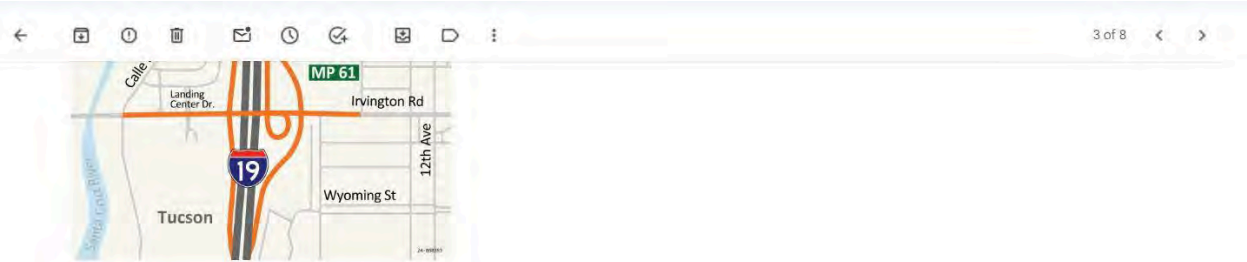 3 of 8
Calle
MP 61
Landing
Center Dr.
Irvington Rd
12th Ave
19
Wyoming St
Santa Cruz River
Tucson